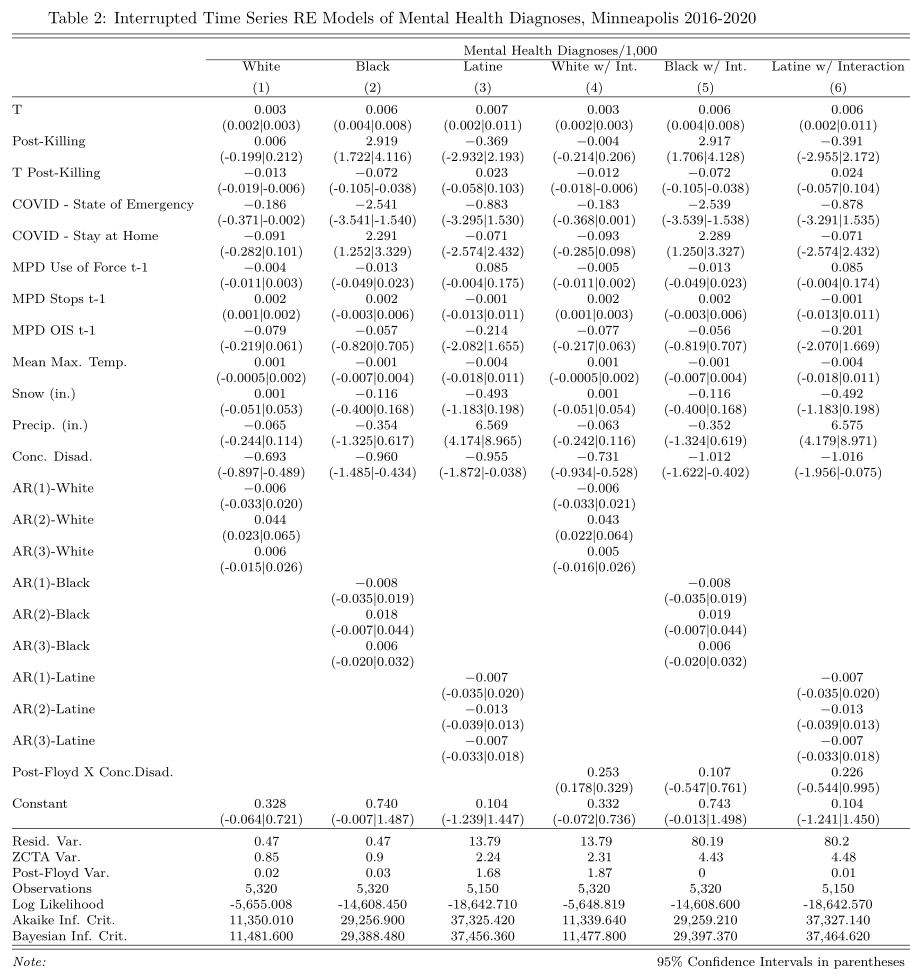 Table 2: Interrupted Time Series RE Models of Mental Health Diagnoses, Minneapolis 2016-2020
Mental Health Diagnoses/1,000
White Black Latine White w/ Int. Black w/ Int. Latine w/ Interaction
(1) (2) (3) (4) (5) (6)
T 0.003 0.006 0.007 0.003 0.006 0.006
(0.002|0.003) (0.004|0.008) (0.002|0.011) (0.002|0.003) (0.004|0.008) (0.002|0.011)
Post-Killing 0.006 2.919 −0.369 −0.004 2.917 −0.391
(-0.199|0.212) (1.722|4.116) (-2.932|2.193) (-0.214|0.206) (1.706|4.128) (-2.955|2.172)
T Post-Killing −0.013 −0.072 0.023 −0.012 −0.072 0.024
(-0.019|-0.006) (-0.105|-0.038) (-0.058|0.103) (-0.018|-0.006) (-0.105|-0.038) (-0.057|0.104)
COVID - State of Emergency −0.186 −2.541 −0.883 −0.183 −2.539 −0.878
(-0.371|-0.002) (-3.541|-1.540) (-3.295|1.530) (-0.368|0.001) (-3.539|-1.538) (-3.291|1.535)
COVID - Stay at Home −0.091 2.291 −0.071 −0.093 2.289 −0.071
(-0.282|0.101) (1.252|3.329) (-2.574|2.432) (-0.285|0.098) (1.250|3.327) (-2.574|2.432)
MPD Use of Force t-1 −0.004 −0.013 0.085 −0.005 −0.013 0.085
(-0.011|0.003) (-0.049|0.023) (-0.004|0.175) (-0.011|0.002) (-0.049|0.023) (-0.004|0.174)
MPD Stops t-1 0.002 0.002 −0.001 0.002 0.002 −0.001
(0.001|0.002) (-0.003|0.006) (-0.013|0.011) (0.001|0.003) (-0.003|0.006) (-0.013|0.011)
MPD OIS t-1 −0.079 −0.057 −0.214 −0.077 −0.056 −0.201
(-0.219|0.061) (-0.820|0.705) (-2.082|1.655) (-0.217|0.063) (-0.819|0.707) (-2.070|1.669)
Mean Max. Temp. 0.001 −0.001 −0.004 0.001 −0.001 −0.004
(-0.0005|0.002) (-0.007|0.004) (-0.018|0.011) (-0.0005|0.002) (-0.007|0.004) (-0.018|0.011)
Snow (in.) 0.001 −0.116 −0.493 0.001 −0.116 −0.492
(-0.051|0.053) (-0.400|0.168) (-1.183|0.198) (-0.051|0.054) (-0.400|0.168) (-1.183|0.198)
Precip. (in.) −0.065 −0.354 6.569 −0.063 −0.352 6.575
(-0.244|0.114) (-1.325|0.617) (4.174|8.965) (-0.242|0.116) (-1.324|0.619) (4.179|8.971)
Conc. Disad. −0.693 −0.960 −0.955 −0.731 −1.012 −1.016
(-0.897|-0.489) (-1.485|-0.434) (-1.872|-0.038) (-0.934|-0.528) (-1.622|-0.402) (-1.956|-0.075)
AR(1)-White −0.006 −0.006
(-0.033|0.020) (-0.033|0.021)
AR(2)-White 0.044 0.043
(0.023|0.065) (0.022|0.064)
AR(3)-White 0.006 0.005
(-0.015|0.026) (-0.016|0.026)
AR(1)-Black −0.008 −0.008
(-0.035|0.019) (-0.035|0.019)
AR(2)-Black 0.018 0.019
(-0.007|0.044) (-0.007|0.044)
AR(3)-Black 0.006 0.006
(-0.020|0.032) (-0.020|0.032)
AR(1)-Latine −0.007 −0.007
(-0.035|0.020) (-0.035|0.020)
AR(2)-Latine −0.013 −0.013
(-0.039|0.013) (-0.039|0.013)
AR(3)-Latine −0.007 −0.007
(-0.033|0.018) (-0.033|0.018)
Post-Floyd X Conc.Disad. 0.253 0.107 0.226
(0.178|0.329) (-0.547|0.761) (-0.544|0.995)
Constant 0.328 0.740 0.104 0.332 0.743 0.104
(-0.064|0.721) (-0.007|1.487) (-1.239|1.447) (-0.072|0.736) (-0.013|1.498) (-1.241|1.450)
Resid. Var. 0.47 0.47 13.79 13.79 80.19 80.2
ZCTA Var. 0.85 0.9 2.24 2.31 4.43 4.48
Post-Floyd Var. 0.02 0.03 1.68 1.87 0 0.01
Observations 5,320 5,320 5,150 5,320 5,320 5,150
Log Likelihood -5,655.008 -14,608.450 -18,642.710 -5,648.819 -14,608.600 -18,642.570
Akaike Inf. Crit. 11,350.010 29,256.900 37,325.420 11,339.640 29,259.210 37,327.140
Bayesian Inf. Crit. 11,481.600 29,388.480 37,456.360 11,477.800 29,397.370 37,464.620
Note: 95% Confidence Intervals in parentheses